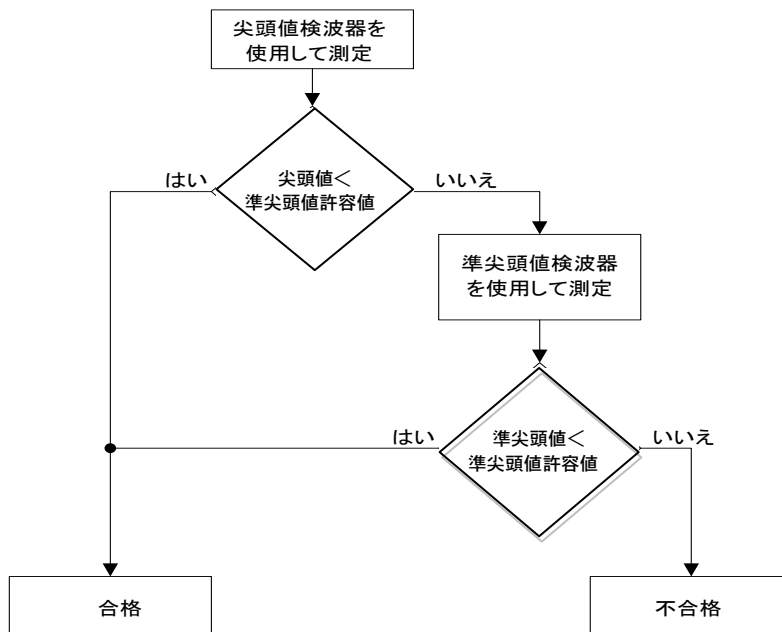 尖頭値検波器を
使用して測定
はい
尖頭値＜
準尖頭値許容値
いいえ
準尖頭値検波器
を使用して測定
はい
準尖頭値＜
準尖頭値許容値
いいえ
合格
不合格